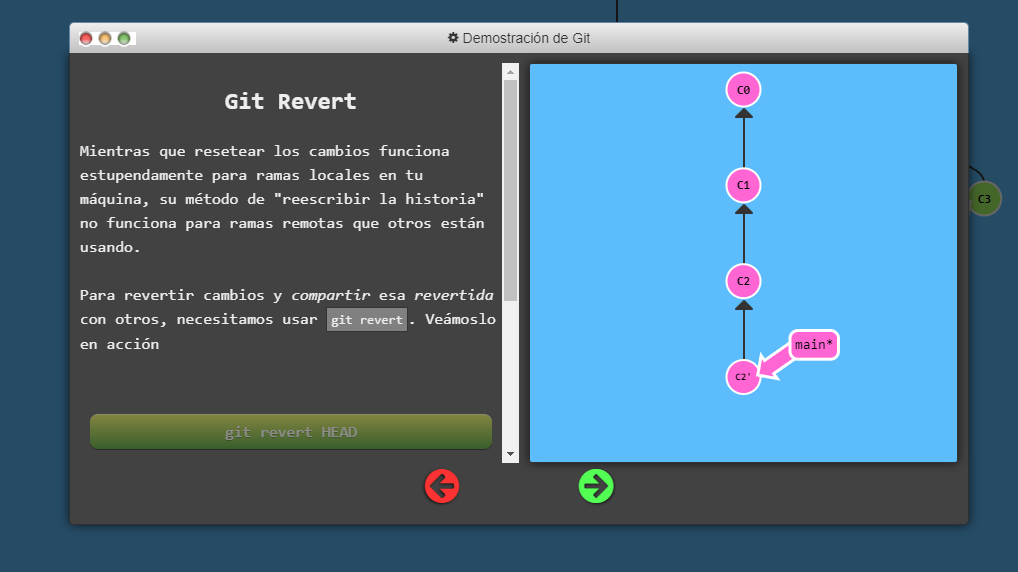 Demostración de Git
Git Revert
Mientras que resetear los cambios funciona
estupendamente para ramas locales en tu
máquina, su método de "reescribir la historia"
no funciona para ramas remotas que otros están
usando.
Para revertir cambios y compartir esa revertida
con otros, necesitamos usar git revert. Veámoslo
en acción
git revert HEAD
C0
C1
C2
main*
C2'
C3